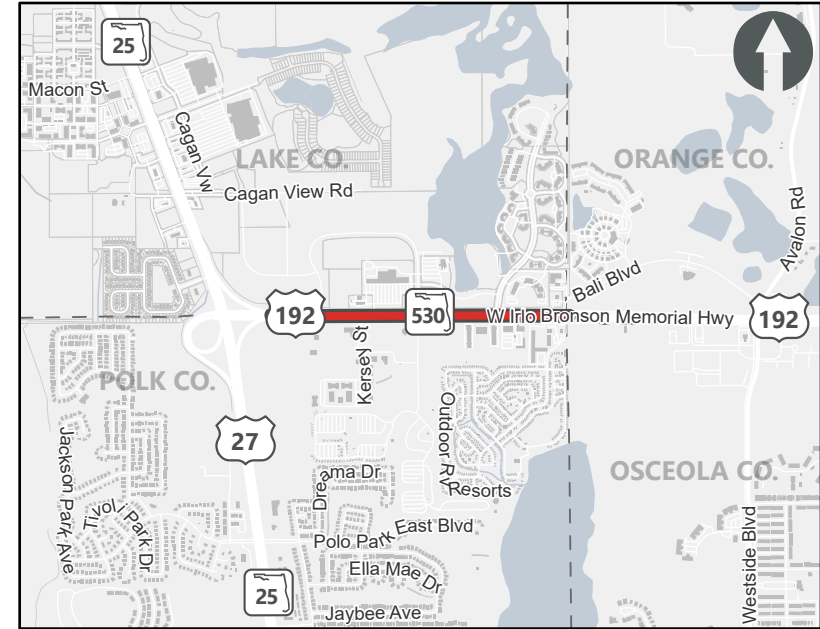 25
Macon St
Cagan Vw
LAKE CO.
ORANGE CO.
Cagan View Rd
Avalon Rd
Bali Blvd
192
530
W Irlo Bronson Memorial Hwy
192
Kersey St
POLK CO.
27
Outdoor RV
Resorts
OSCEOLA CO.
Jackson Park Ave
Tivoli Park Dr
Dreanna Dr
Polo Park East Blvd
Ella Mae Dr
25
Jaybee Ave
Westside Blvd